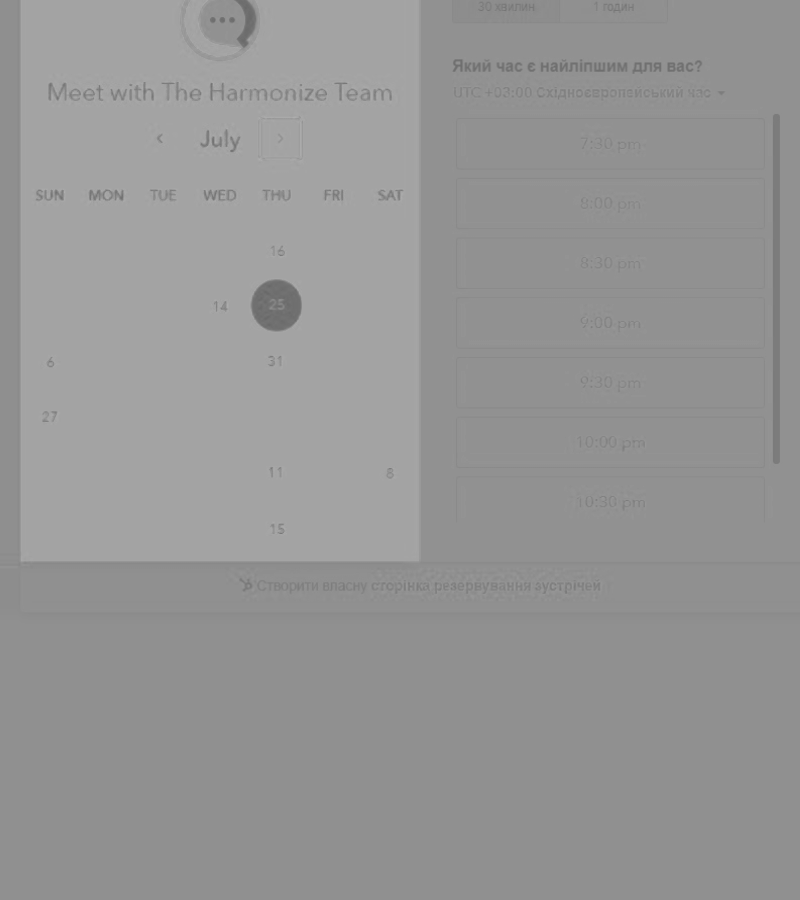 Meet with The Harmonize Team
July
SUN MON TUE WED THU FRI SAT
16
14 25
6 31
27
11 8
15
30 хвилин 1 годин
Який час є найліпшим для вас?
UTC +03:00 Східноєвропейський час
7:30 pm
8:00 pm
8:30 pm
9:00 pm
9:30 pm
10:00 pm
10:30 pm
Створити власну сторінка резервування зустрічей